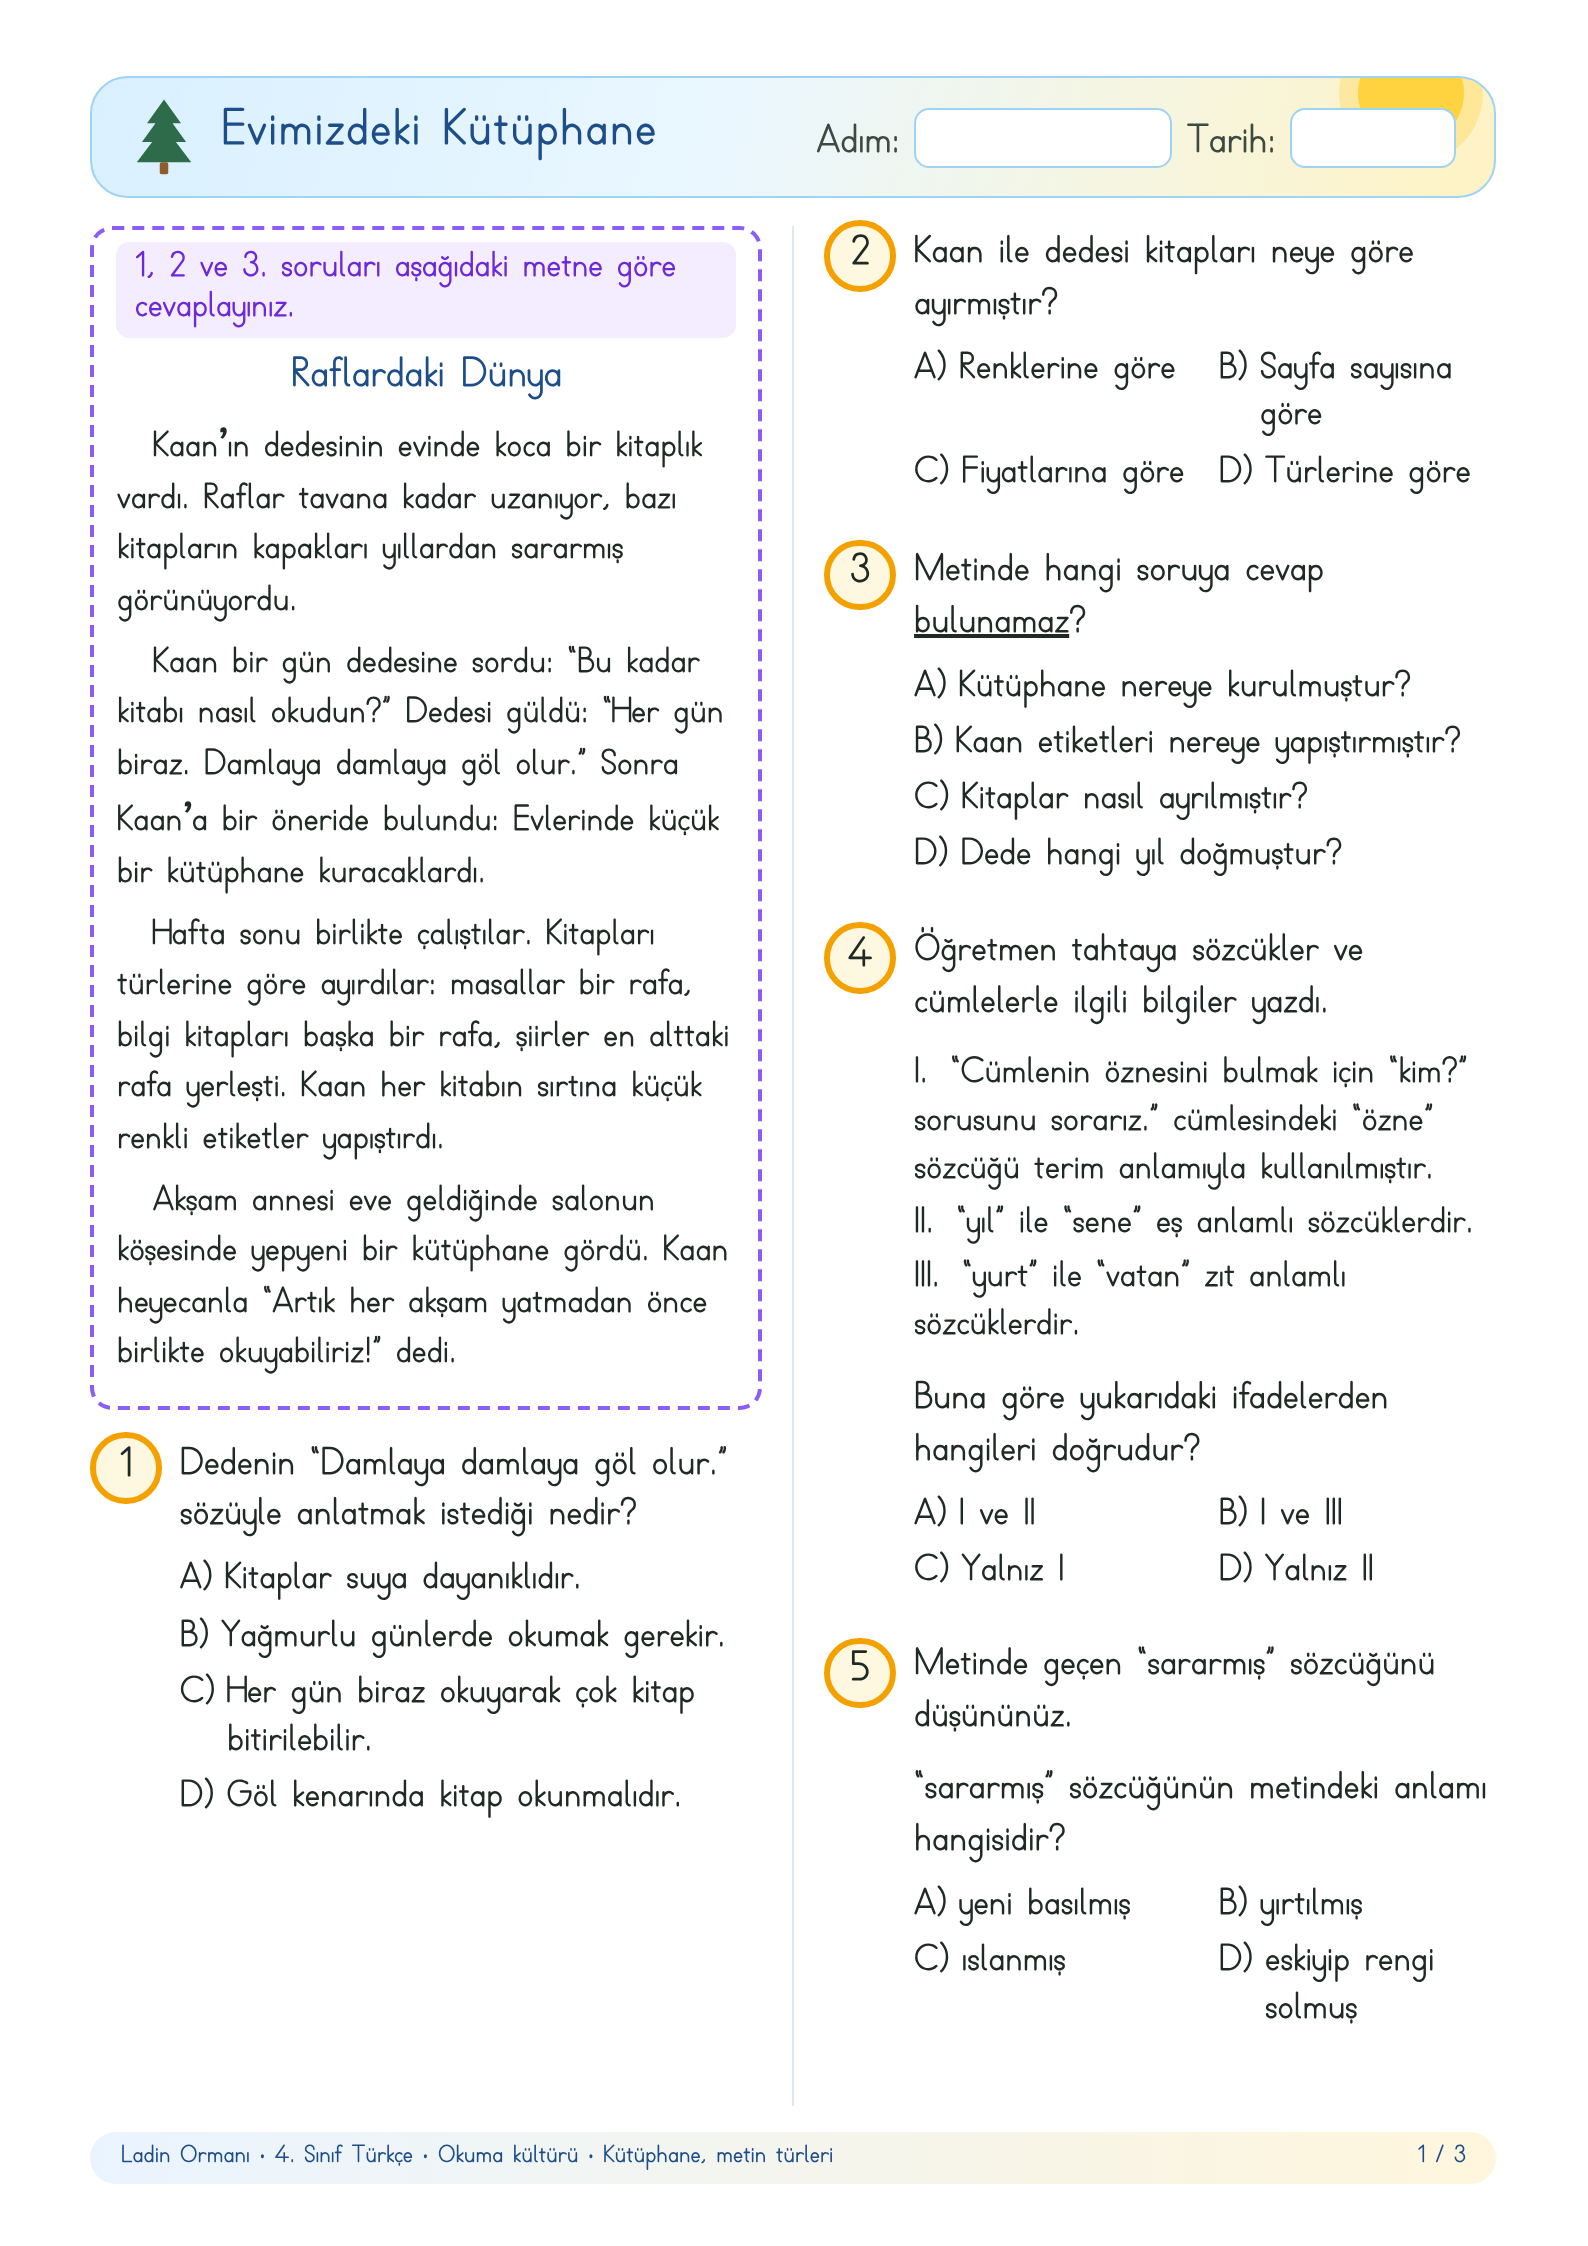 Evimizdeki Kütüphane
Adım:
Tarih:
1, 2 ve 3. soruları aşağıdaki metne göre
cevaplayınız.
Raflardaki Dünya
Kaan’ın dedesinin evinde koca bir kitaplık
vardı. Raflar tavana kadar uzanıyor, bazı
kitapların kapakları yıllardan sararmış
görünüyordu.
Kaan bir gün dedesine sordu: “Bu kadar
kitabı nasıl okudun?” Dedesi güldü: “Her gün
biraz. Damlaya damlaya göl olur.” Sonra
Kaan’a bir öneride bulundu: Evlerinde küçük
bir kütüphane kuracaklardı.
Hafta sonu birlikte çalıştılar. Kitapları
türlerine göre ayırdılar: masallar bir rafa,
bilgi kitapları başka bir rafa, şiirler en alttaki
rafa yerleşti. Kaan her kitabın sırtına küçük
renkli etiketler yapıştırdı.
Akşam annesi eve geldiğinde salonun
köşesinde yepyeni bir kütüphane gördü. Kaan
heyecanla “Artık her akşam yatmadan önce
birlikte okuyabiliriz!” dedi.
1
Dedenin “Damlaya damlaya göl olur.”
sözüyle anlatmak istediği nedir?
A) Kitaplar suya dayanıklıdır.
B) Yağmurlu günlerde okumak gerekir.
C) Her gün biraz okuyarak çok kitap
bitirilebilir.
D) Göl kenarında kitap okunmalıdır.
2
Kaan ile dedesi kitapları neye göre
ayırmıştır?
A) Renklerine göre
B) Sayfa sayısına
göre
C) Fiyatlarına göre
D) Türlerine göre
3
Metinde hangi soruya cevap
bulunamaz?
A) Kütüphane nereye kurulmuştur?
B) Kaan etiketleri nereye yapıştırmıştır?
C) Kitaplar nasıl ayrılmıştır?
D) Dede hangi yıl doğmuştur?
4
Öğretmen tahtaya sözcükler ve
cümlelerle ilgili bilgiler yazdı.
I. “Cümlenin öznesini bulmak için “kim?”
sorusunu sorarız.” cümlesindeki “özne”
sözcüğü terim anlamıyla kullanılmıştır.
II. “yıl” ile “sene” eş anlamlı sözcüklerdir.
III. “yurt” ile “vatan” zıt anlamlı
sözcüklerdir.
Buna göre yukarıdaki ifadelerden
hangileri doğrudur?
A) I ve II
B) I ve III
C) Yalnız I
D) Yalnız II
5
Metinde geçen “sararmış” sözcüğünü
düşününüz.
“sararmış” sözcüğünün metindeki anlamı
hangisidir?
A) yeni basılmış
B) yırtılmış
C) ıslanmış
D) eskiyip rengi
solmuş
Ladin Ormanı • 4. Sınıf Türkçe • Okuma kültürü • Kütüphane, metin türleri
1 / 3